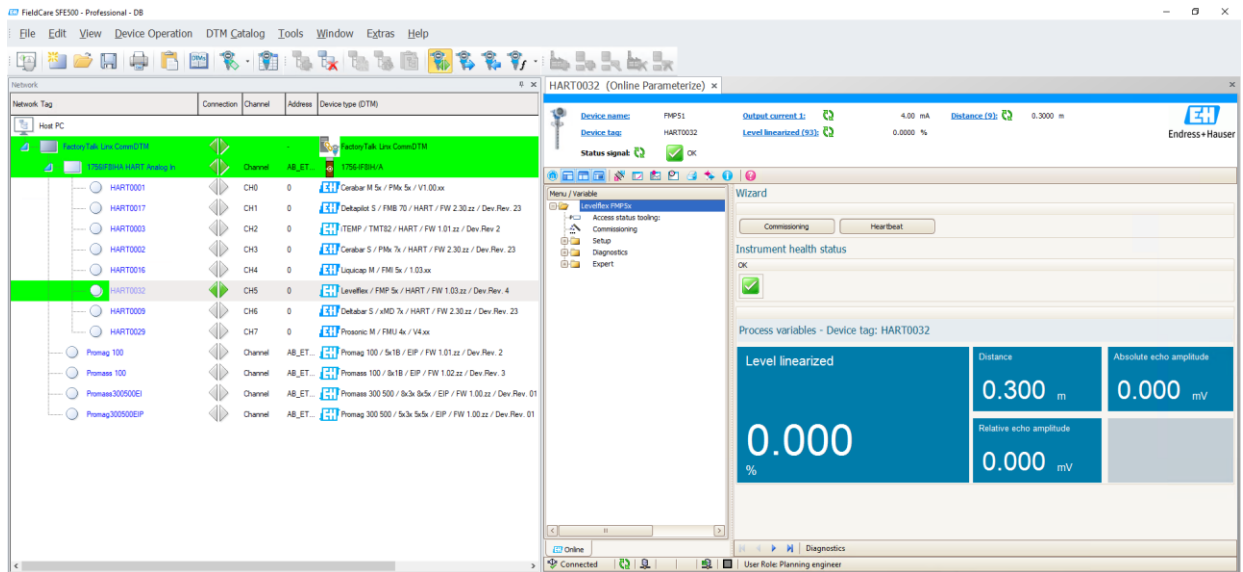 FieldCare SFE500 - Professional - DB
File Edit View Device Operation DTM Catalog Tools Window Extras Help
Network
Network Tag Connection Channel Address Device type (DTM)
Host PC
FactoryTalk Linx CommDTM - FactoryTalk Linx CommDTM
1756IF8IHA HART Analog In Channel AB_ET... 1756-IF8IH/A
HART0001 CH0 0 Cerabar M 5x / PMx 5x / V1.00.xx
HART0017 CH1 0 Deltapilot S / FMB 70 / HART / FW 2.30.zz / Dev.Rev. 23
HART0003 CH2 0 iTEMP / TMT82 / HART / FW 1.01.zz / Dev.Rev 2
HART0002 CH3 0 Cerabar S / PMx 7x / HART / FW 2.30.zz / Dev.Rev. 23
HART0016 CH4 0 Liquicap M / FMI 5x / 1.03.xx
HART0032 CH5 0 Levelflex / FMP 5x / HART / FW 1.03.zz / Dev.Rev. 4
HART0009 CH6 0 Deltabar S / xMD 7x / HART / FW 2.30.zz / Dev.Rev. 23
HART0029 CH7 0 Prosonic M / FMU 4x / V4.xx
Promag 100 Channel AB_ET... Promag 100 / 5x1B / EIP / FW 1.01.zz / Dev.Rev. 2
Promass 100 Channel AB_ET... Promass 100 / 8x1B / EIP / FW 1.02.zz / Dev.Rev. 3
Promass300500EI Channel AB_ET... Promass 300 500 / 8x3x 8x5x / EIP / FW 1.00.zz / Dev.Rev. 01
Promag300500EIP Channel AB_ET... Promag 300 500 / 5x3x 5x5x / EIP / FW 1.00.zz / Dev.Rev. 01
HART0032 (Online Parameterize)
Device name: FMP51 Output current 1: 4.00 mA Distance (9): 0.3000 m
Device tag: HART0032 Level linearized (93): 0.0000 %
Endress+Hauser
Status signal: OK
Menu / Variable
Levelflex FMP5x
Access status tooling:
Commissioning
Setup
Diagnostics
Expert
Online
Wizard
Commissioning Heartbeat
Instrument health status
OK
Process variables - Device tag: HART0032
Level linearized
0.000
%
Distance
0.300 m
Absolute echo amplitude
0.000 mV
Relative echo amplitude
0.000 mV
Diagnostics
Connected
User Role: Planning engineer